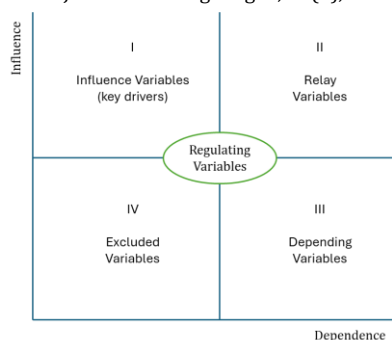 Influence
I
Influence Variables
(key drivers)
II
Relay
Variables
Regulating
Variables
IV
Excluded
Variables
III
Depending
Variables
Dependence